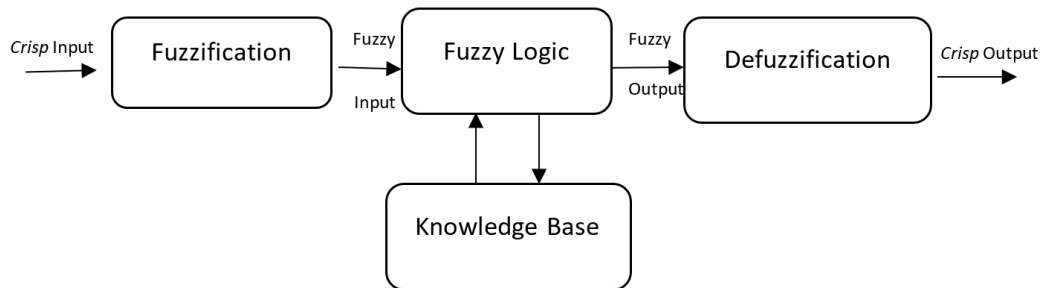 Crisp Input
Fuzzification
Fuzzy
Input
Fuzzy Logic
Fuzzy
Output
Defuzzification
Crisp Output
Knowledge Base